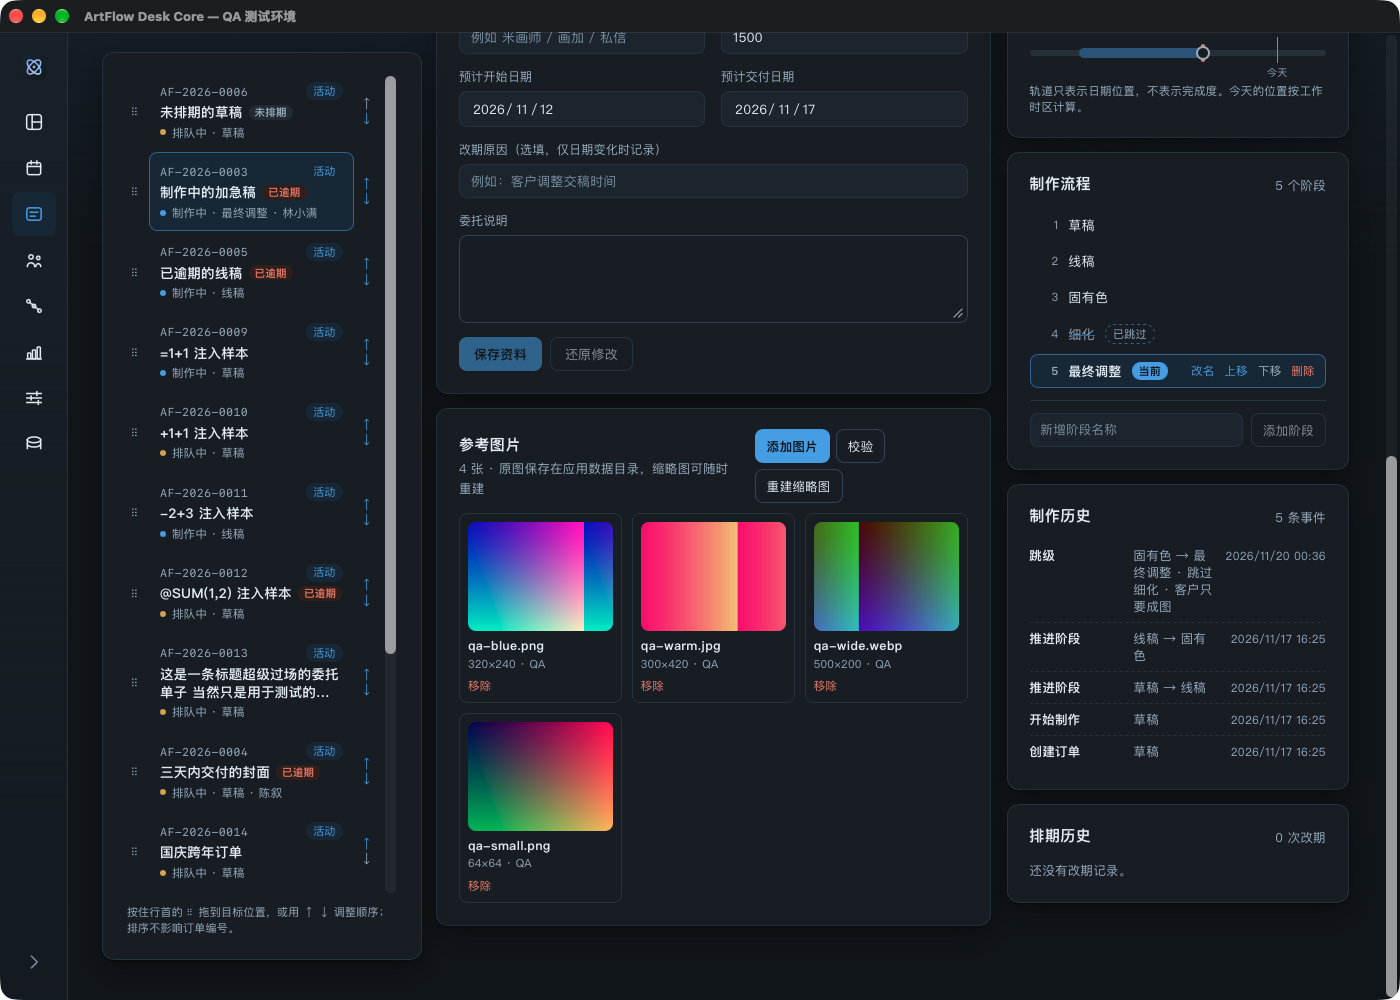 ArtFlow Desk Core — QA 测试环境
AF-2026-0006
活动
未排期的草稿
未排期
排队中 · 草稿
↑
↓
AF-2026-0003
活动
制作中的加急稿
已逾期
制作中 · 最终调整 · 林小满
↑
↓
AF-2026-0005
活动
已逾期的线稿
已逾期
制作中 · 线稿
↑
↓
AF-2026-0009
活动
=1+1 注入样本
制作中 · 草稿
↑
↓
AF-2026-0010
活动
+1+1 注入样本
排队中 · 草稿
↑
↓
AF-2026-0011
活动
-2+3 注入样本
制作中 · 线稿
↑
↓
AF-2026-0012
活动
@SUM(1,2) 注入样本
已逾期
排队中 · 草稿
↑
↓
AF-2026-0013
活动
这是一条标题超级过场的委托
单子 当然只是用于测试的...
排队中 · 草稿
↑
↓
AF-2026-0004
活动
三天内交付的封面
已逾期
排队中 · 草稿 · 陈叙
↑
↓
AF-2026-0014
活动
国庆跨年订单
排队中 · 草稿
↑
↓
按住行首的 ⠿ 拖到目标位置，或用 ↑ ↓ 调整顺序；
排序不影响订单编号。
例如 米画师 / 画加 / 私信
1500
预计开始日期
预计交付日期
2026/ 11 / 12
2026/ 11 / 17
改期原因（选填，仅日期变化时记录）
例如：客户调整交稿时间
委托说明
保存资料
还原修改
参考图片
4 张 · 原图保存在应用数据目录，缩略图可随时
重建
添加图片
校验
重建缩略图
qa-blue.png
320×240 · QA
移除
qa-warm.jpg
300×420 · QA
移除
qa-wide.webp
500×200 · QA
移除
qa-small.png
64×64 · QA
移除
今天
轨道只表示日期位置，不表示完成度。今天的位置按工作
时区计算。
制作流程
5 个阶段
1 草稿
2 线稿
3 固有色
4 细化 已跳过
5 最终调整 当前 改名 上移 下移 删除
新增阶段名称
添加阶段
制作历史
5 条事件
跳级
固有色 → 最
终调整 · 跳过
细化 · 客户只
要成图
2026/11/20 00:36
推进阶段
线稿 → 固有
色
2026/11/17 16:25
推进阶段
草稿 → 线稿
2026/11/17 16:25
开始制作
草稿
2026/11/17 16:25
创建订单
草稿
2026/11/17 16:25
排期历史
0 次改期
还没有改期记录。